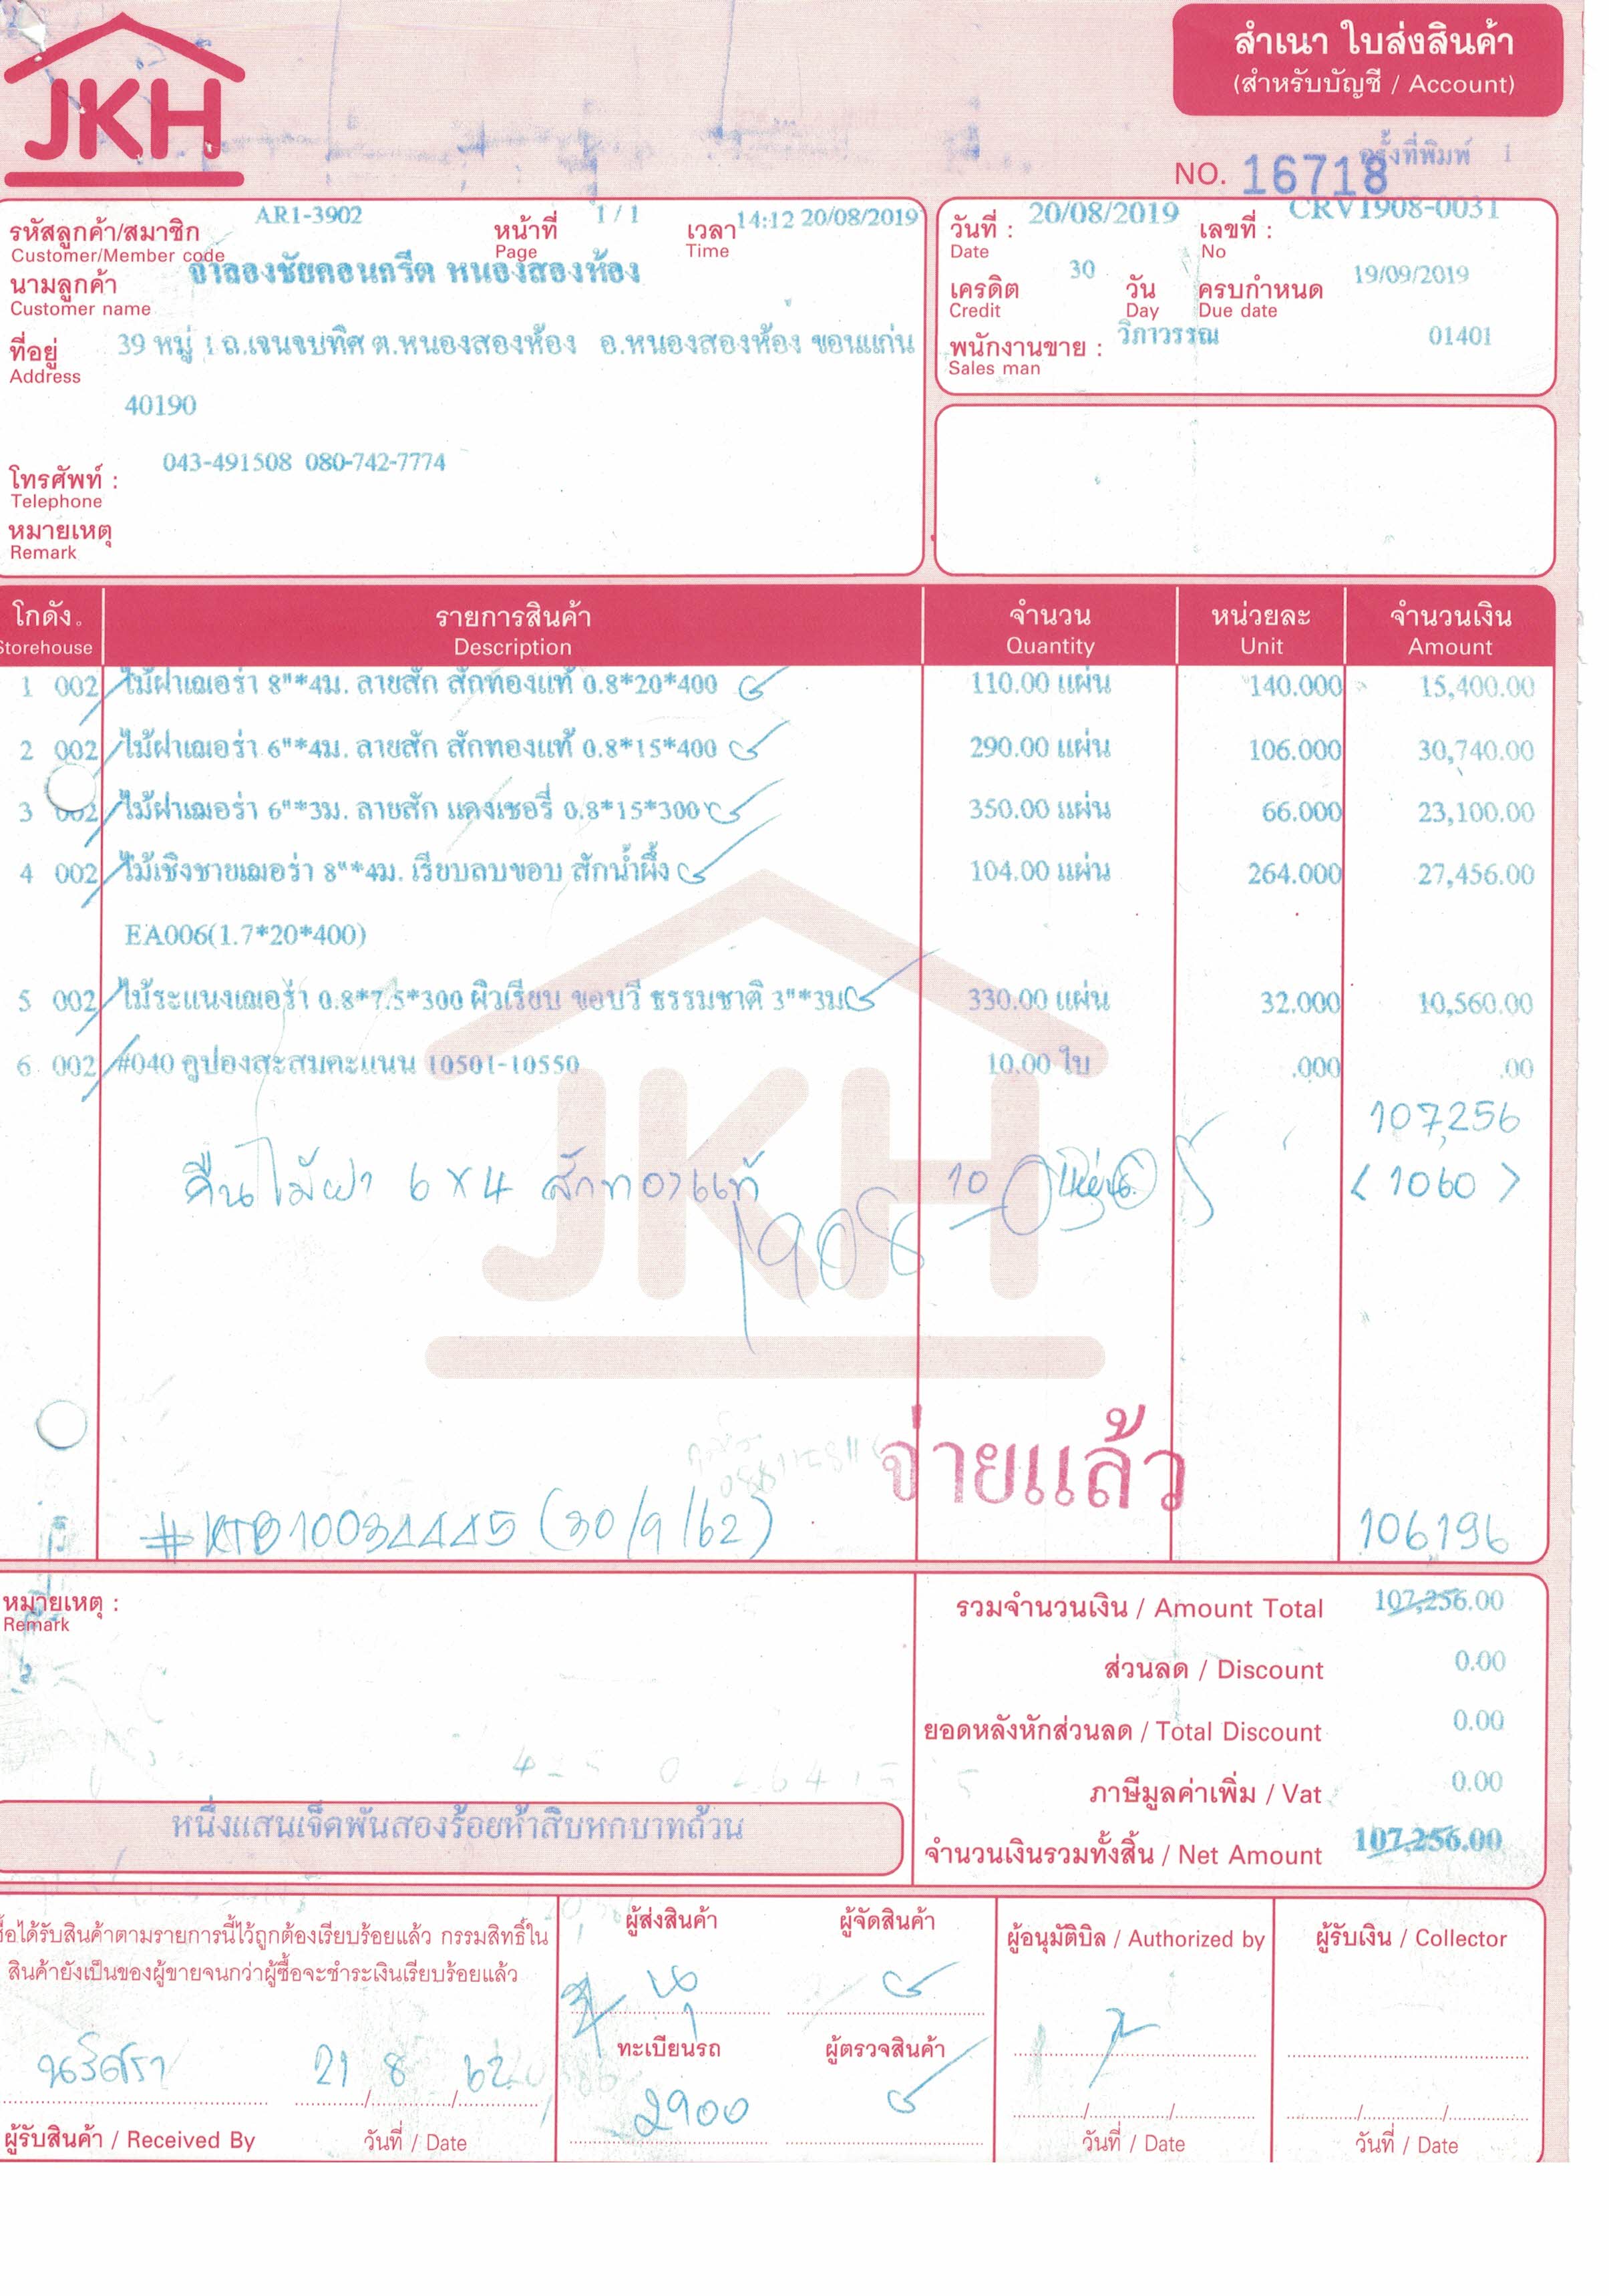 JKH
สำเนา ใบส่งสินค้า
(สำหรับบัญชี / Account)
ครั้งที่พิมพ์ 1
NO. 16718
รหัสลูกค้า/สมาชิก AR1-3902 หน้าที่ 1 / 1 เวลา 14:12 20/08/2019
Customer/Member code Page Time
นามลูกค้า จำลองชัยคอนกรีต หนองสองห้อง
Customer name
ที่อยู่ 39 หมู่ 1 ถ.เจนจบทิศ ต.หนองสองห้อง อ.หนองสองห้อง ขอนแก่น
Address
40190
โทรศัพท์ : 043-491508 080-742-7774
Telephone
หมายเหตุ
Remark
วันที่ : 20/08/2019 เลขที่ : CRV1908-0031
Date No
เครดิต 30 วัน ครบกำหนด 19/09/2019
Credit Day Due date
พนักงานขาย : วิภาวรรณ 01401
Sales man
โกดัง. รายการสินค้า จำนวน หน่วยละ จำนวนเงิน
Storehouse Description Quantity Unit Amount
1 002 ไม้ฝาเฌอร่า 8"*4ม. ลายสัก สักทองแท้ 0.8*20*400 110.00 แผ่น 140.000 15,400.00
2 002 ไม้ฝาเฌอร่า 6"*4ม. ลายสัก สักทองแท้ 0.8*15*400 290.00 แผ่น 106.000 30,740.00
3 002 ไม้ฝาเฌอร่า 6"*3ม. ลายสัก แดงเชอรี่ 0.8*15*300 350.00 แผ่น 66.000 23,100.00
4 002 ไม้เชิงชายเฌอร่า 8"*4ม. เรียบลบขอบ สักน้ำผึ้ง 104.00 แผ่น 264.000 27,456.00
EA006(1.7*20*400)
5 002 ไม้ระแนงเฌอร่า 0.8*7.5*300 ผิวเรียบ ขอบวี ธรรมชาติ 3"*3ม 330.00 แผ่น 32.000 10,560.00
6 002 #040 คูปองสะสมคะแนน 10501-10550 10.00 ใบ .000 .00
107,256
คืนไม้ฝา 6 x 4 สักทองแท้ 10 <1060>
1908
JKH
จ่ายแล้ว
#KTB10031115 (30/9/62) 106,196
หมายเหตุ :
Remark
รวมจำนวนเงิน / Amount Total 107,256.00
ส่วนลด / Discount 0.00
ยอดหลังหักส่วนลด / Total Discount 0.00
ภาษีมูลค่าเพิ่ม / Vat 0.00
หนึ่งแสนเจ็ดพันสองร้อยห้าสิบหกบาทถ้วน
จำนวนเงินรวมทั้งสิ้น / Net Amount 107,256.00
ซื้อได้รับสินค้าตามรายการนี้ไว้ถูกต้องเรียบร้อยแล้ว กรรมสิทธิ์ใน
สินค้ายังเป็นของผู้ขายจนกว่าผู้ซื้อจะชำระเงินเรียบร้อยแล้ว
นริศรา 21 / 8 / 62
ผู้รับสินค้า / Received By วันที่ / Date
ผู้ส่งสินค้า ผู้จัดสินค้า
ทะเบียนรถ ผู้ตรวจสินค้า
2900
ผู้อนุมัติบิล / Authorized by
วันที่ / Date
ผู้รับเงิน / Collector
วันที่ / Date